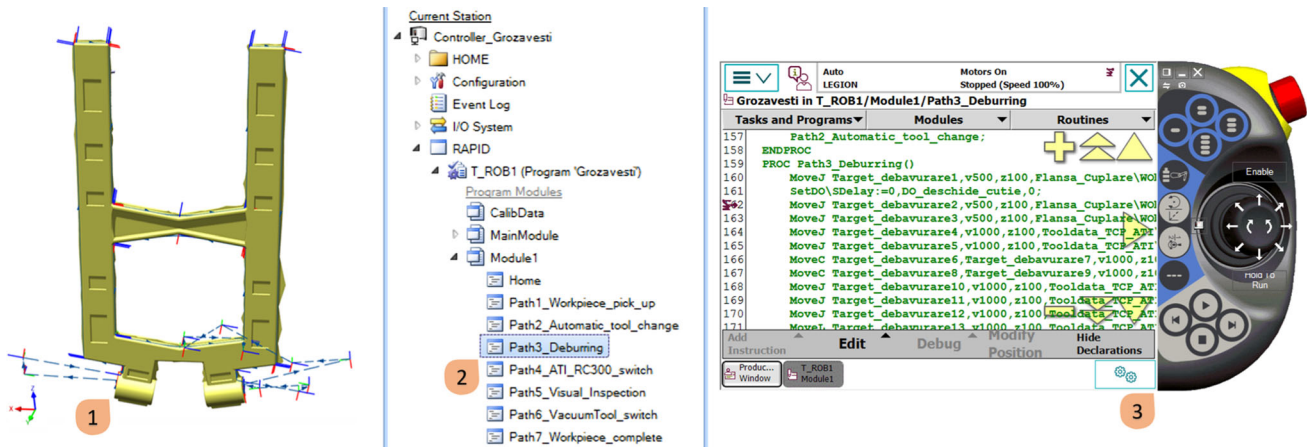 1
X
Z
Y
Current Station
Controller_Grozavesti
HOME
Configuration
Event Log
I/O System
RAPID
T_ROB1 (Program 'Grozavesti')
Program Modules
CalibData
MainModule
Module1
Home
Path1_Workpiece_pick_up
Path2_Automatic_tool_change
Path3_Deburring
Path4_ATI_RC300_switch
Path5_Visual_Inspection
Path6_VacuumTool_switch
Path7_Workpiece_complete
2
Auto Motors On
LEGION Stopped (Speed 100%)
Grozavesti in T_ROB1/Module1/Path3_Deburring
Tasks and Programs Modules Routines
157 Path2_Automatic_tool_change;
158 ENDPROC
159 PROC Path3_Deburring()
160 MoveJ Target_debavurare1,v500,z100,Flansa_Cuplare\WO
161 SetDO\SDelay:=0,DO_deschide_cutie,0;
MoveJ Target_debavurare2,v500,z100,Flansa_Cuplare\WO
163 MoveJ Target_debavurare3,v500,z100,Flansa_Cuplare\WO
164 MoveJ Target_debavurare4,v1000,z100,Tooldata_TCP_ATI
165 MoveJ Target_debavurare5,v1000,z100,Tooldata_TCP_ATI
166 MoveC Target_debavurare6,Target_debavurare7,v1000,z1
167 MoveC Target_debavurare8,Target_debavurare9,v1000,z1
168 MoveJ Target_debavurare10,v1000,z100,Tooldata_TCP_AT
169 MoveJ Target_debavurare11,v1000,z100,Tooldata_TCP_AT
170 MoveJ Target_debavurare12,v1000,z100,Tooldata_TCP_AT
171 MoveL Target_debavurare13,v1000,z100,Tooldata_TCP_AT
Add Instruction Edit Debug Modify Position Hide Declarations
Produc... Window
T_ROB1 Module1
Enable
Hold To Run
3